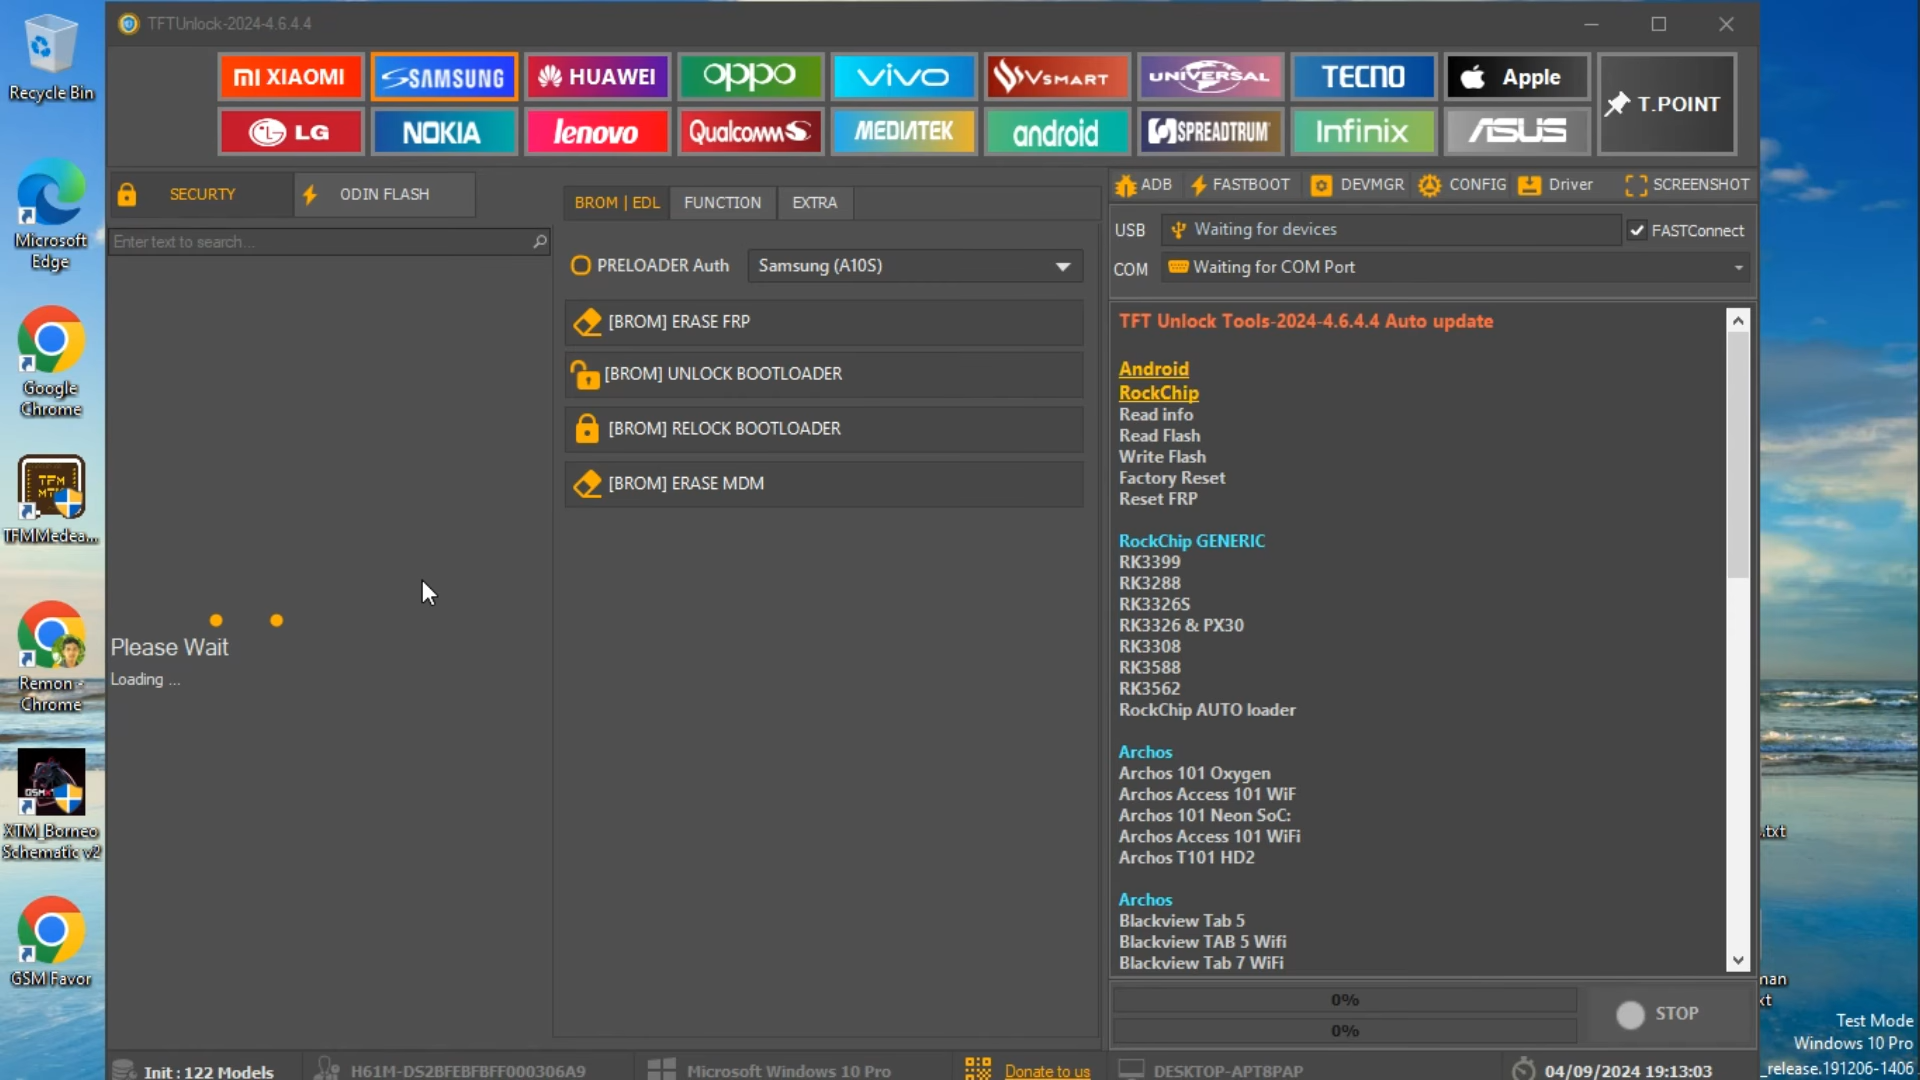 Recycle Bin
Microsoft
Edge
Google
Chrome
TFM
TFMMedea...
Remon -
Chrome
XTM_Borneo
Schematic v2
GSM Favor
TFTUnlock-2024-4.6.4.4
mi XIAOMI
SAMSUNG
HUAWEI
oppo
vivo
VSMART
UNIVERSAL
TECNO
Apple
T.POINT
LG
NOKIA
lenovo
Qualcomm
MEDIATEK
android
SPREADTRUM
Infinix
ASUS
SECURTY
ODIN FLASH
Enter text to search...
Please Wait
Loading ...
BROM | EDL
FUNCTION
EXTRA
PRELOADER Auth
Samsung (A10S)
[BROM] ERASE FRP
[BROM] UNLOCK BOOTLOADER
[BROM] RELOCK BOOTLOADER
[BROM] ERASE MDM
ADB
FASTBOOT
DEVMGR
CONFIG
Driver
SCREENSHOT
USB
Waiting for devices
FASTConnect
COM
Waiting for COM Port
TFT Unlock Tools-2024-4.6.4.4 Auto update
Android
RockChip
Read info
Read Flash
Write Flash
Factory Reset
Reset FRP
RockChip GENERIC
RK3399
RK3288
RK3326S
RK3326 & PX30
RK3308
RK3588
RK3562
RockChip AUTO loader
Archos
Archos 101 Oxygen
Archos Access 101 WiF
Archos 101 Neon SoC:
Archos Access 101 WiFi
Archos T101 HD2
Archos
Blackview Tab 5
Blackview TAB 5 Wifi
Blackview Tab 7 WiFi
0%
0%
STOP
Init : 122 Models
H61M-DS2BFEBFBFF000306A9
Microsoft Windows 10 Pro
Donate to us
DESKTOP-APT8PAP
04/09/2024 19:13:03
.txt
Test Mode
Windows 10 Pro
_release.191206-1406